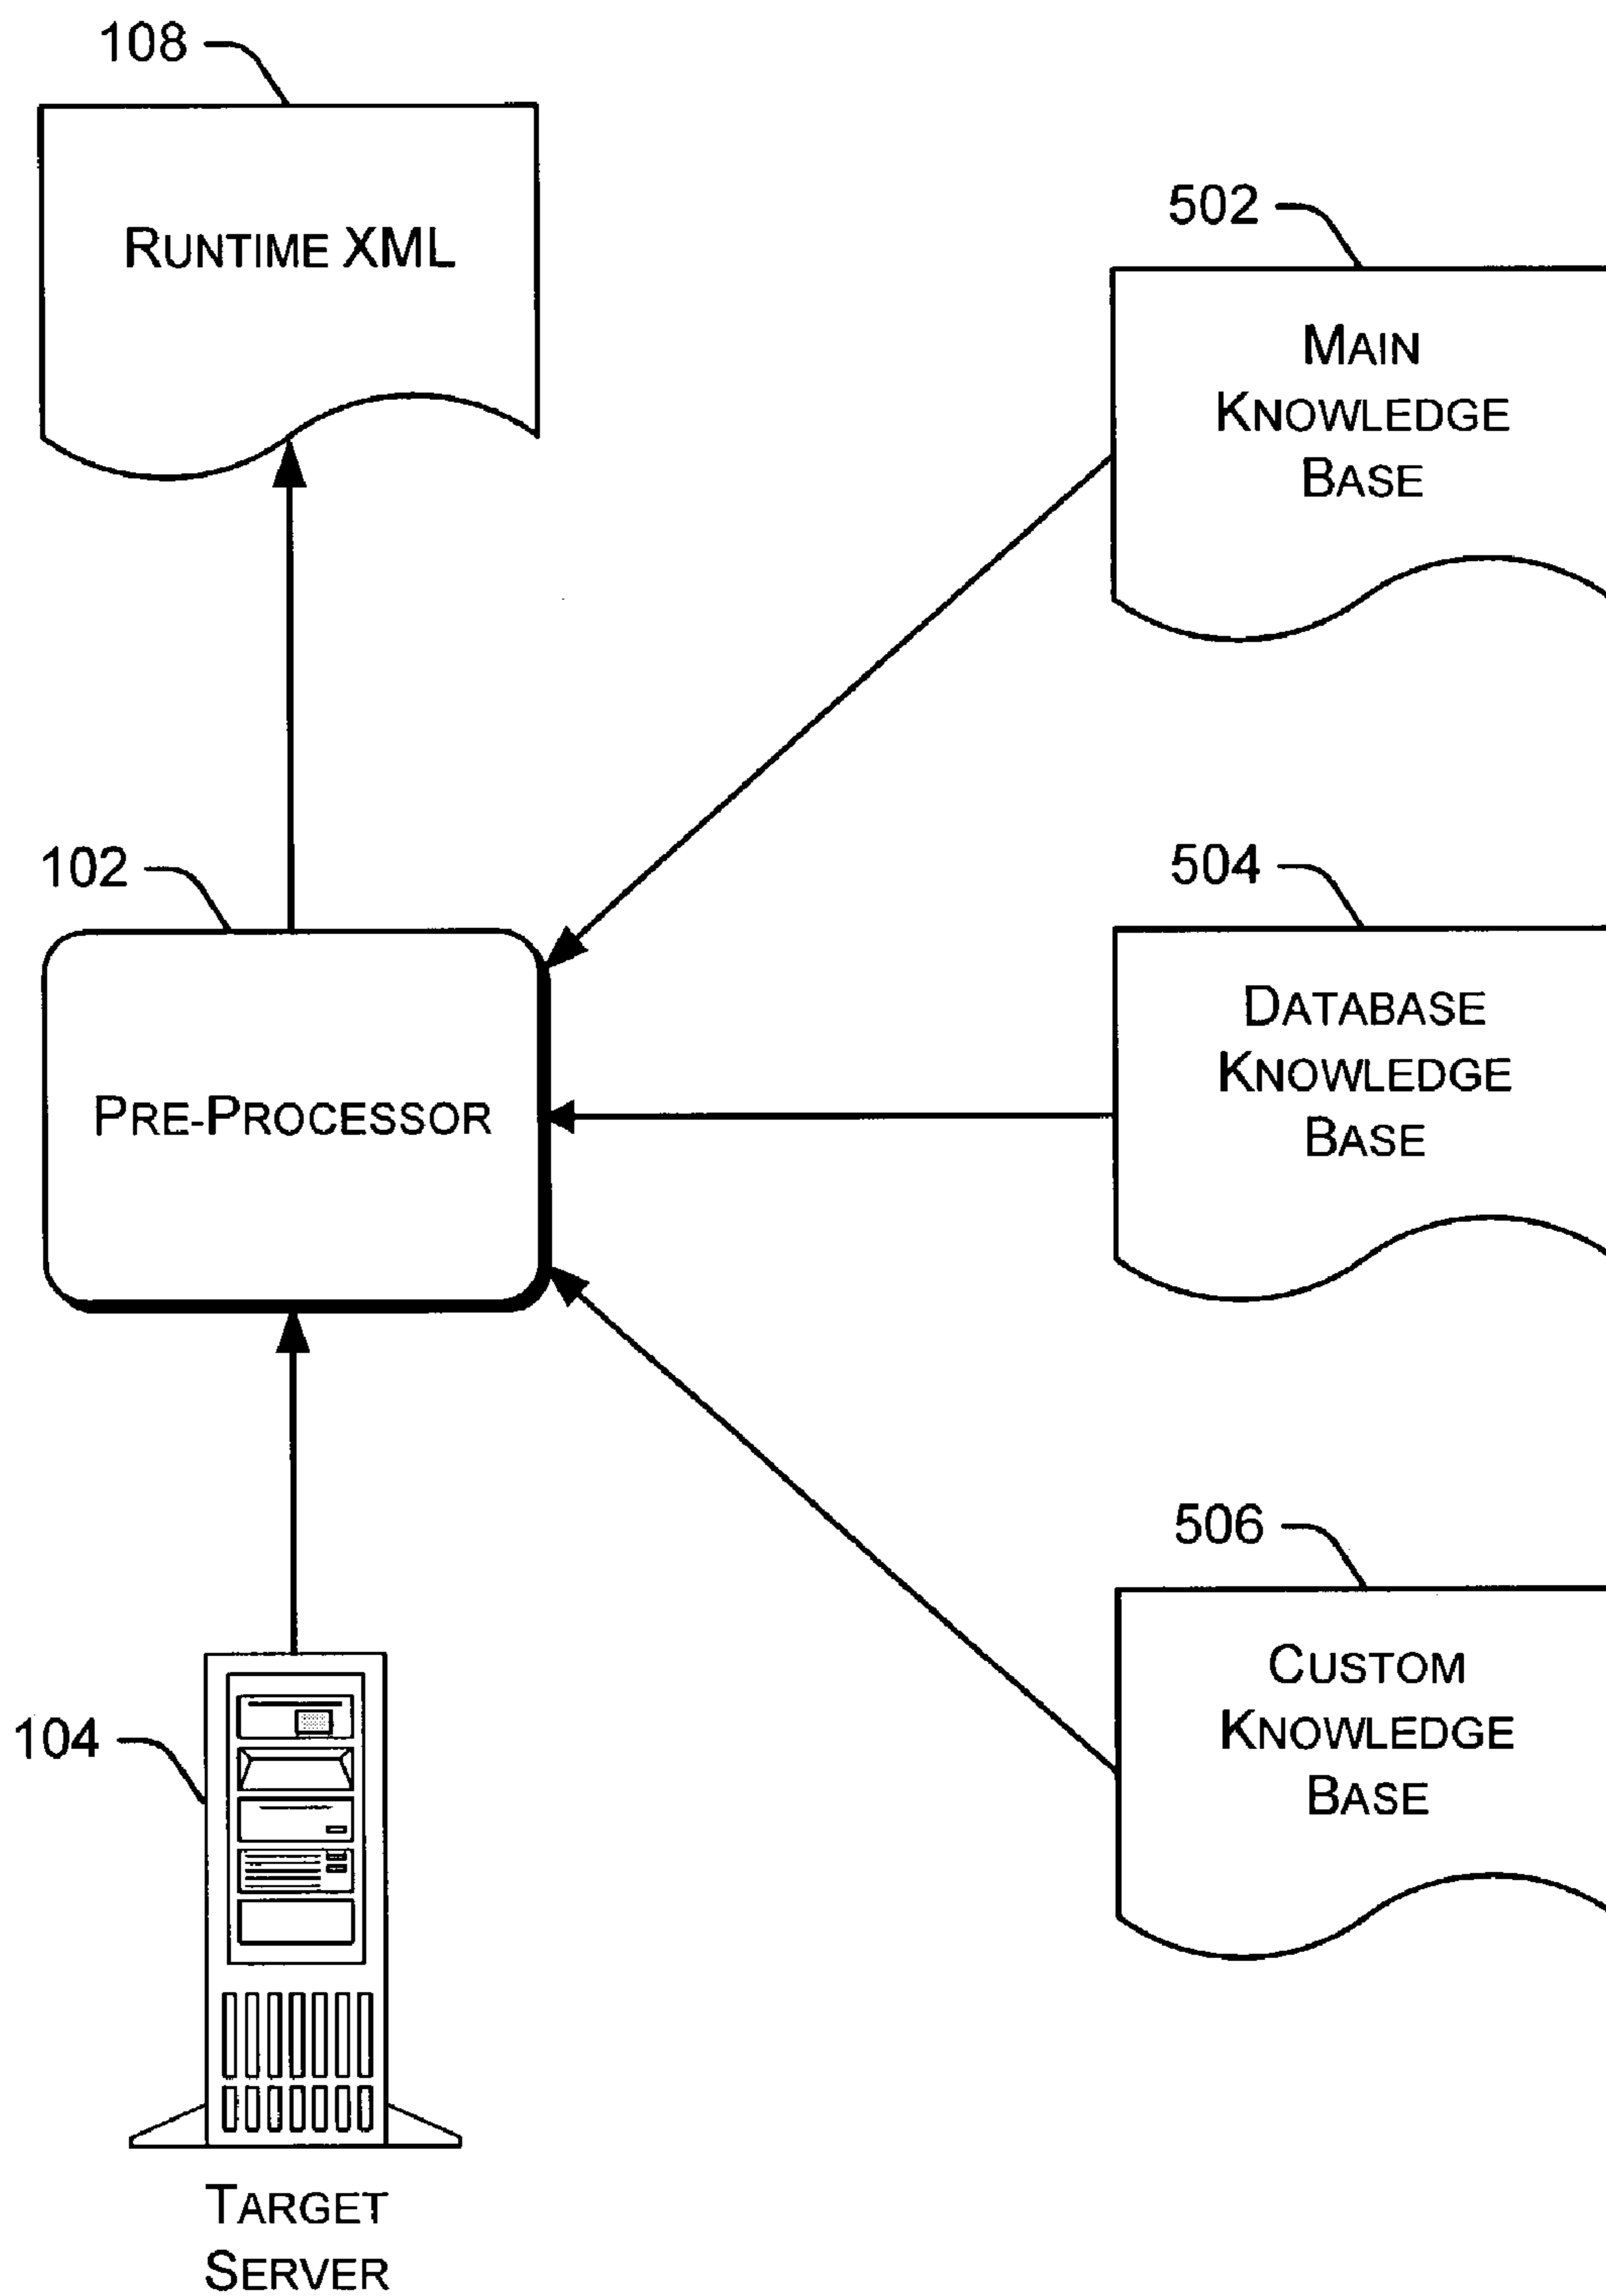 108
RUNTIME XML
502
MAIN
KNOWLEDGE
BASE
102
PRE-PROCESSOR
504
DATABASE
KNOWLEDGE
BASE
506
CUSTOM
KNOWLEDGE
BASE
104
TARGET
SERVER